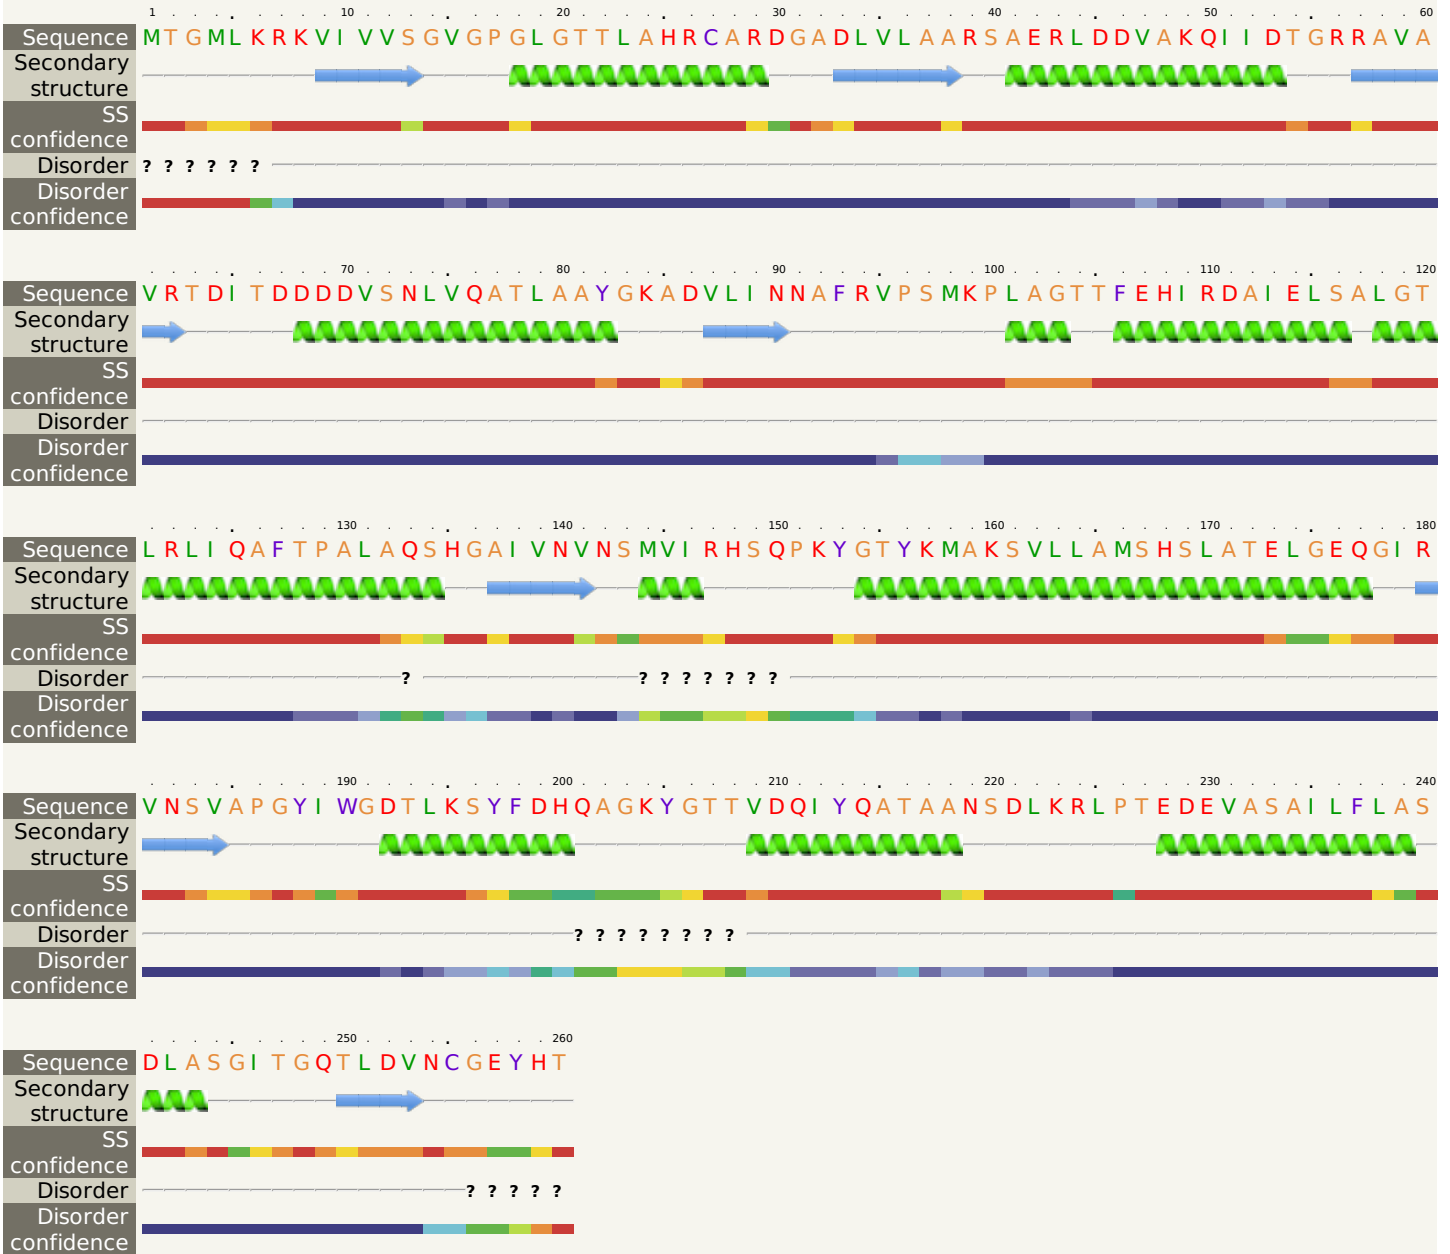 1 10 20 30 40 50 60
Sequence MTGMLKRKVIVVSGVGPGLGTTLAHRCARDGADLVLAARSAERLDDVAKQIIDTGRRAVA
Secondary
structure
SS
confidence
Disorder ? ? ? ? ? ?
Disorder
confidence
70 80 90 100 110 120
Sequence VRTDITDDDDVSNLVQATLAAYGKADVLINNAFRVPSMKPLAGTTFEHIRDAIELSALGT
Secondary
structure
SS
confidence
Disorder
Disorder
confidence
130 140 150 160 170 180
Sequence LRLIQAFTPALAQSHGAIVNVNSMVIRHSQPKYGTYKMAKSVLLAMSHSLATELGEQGIR
Secondary
structure
SS
confidence
Disorder ? ? ? ? ? ? ? ?
Disorder
confidence
190 200 210 220 230 240
Sequence VNSVAPGYIWGDTLKSYFDHQAGKYGTTVDQIYQATAANSDLKRLPTEDEVASAILFLAS
Secondary
structure
SS
confidence
Disorder ? ? ? ? ? ? ? ?
Disorder
confidence
250 260
Sequence DLASGITGQTLDVNCGEYHT
Secondary
structure
SS
confidence
Disorder ? ? ? ? ?
Disorder
confidence